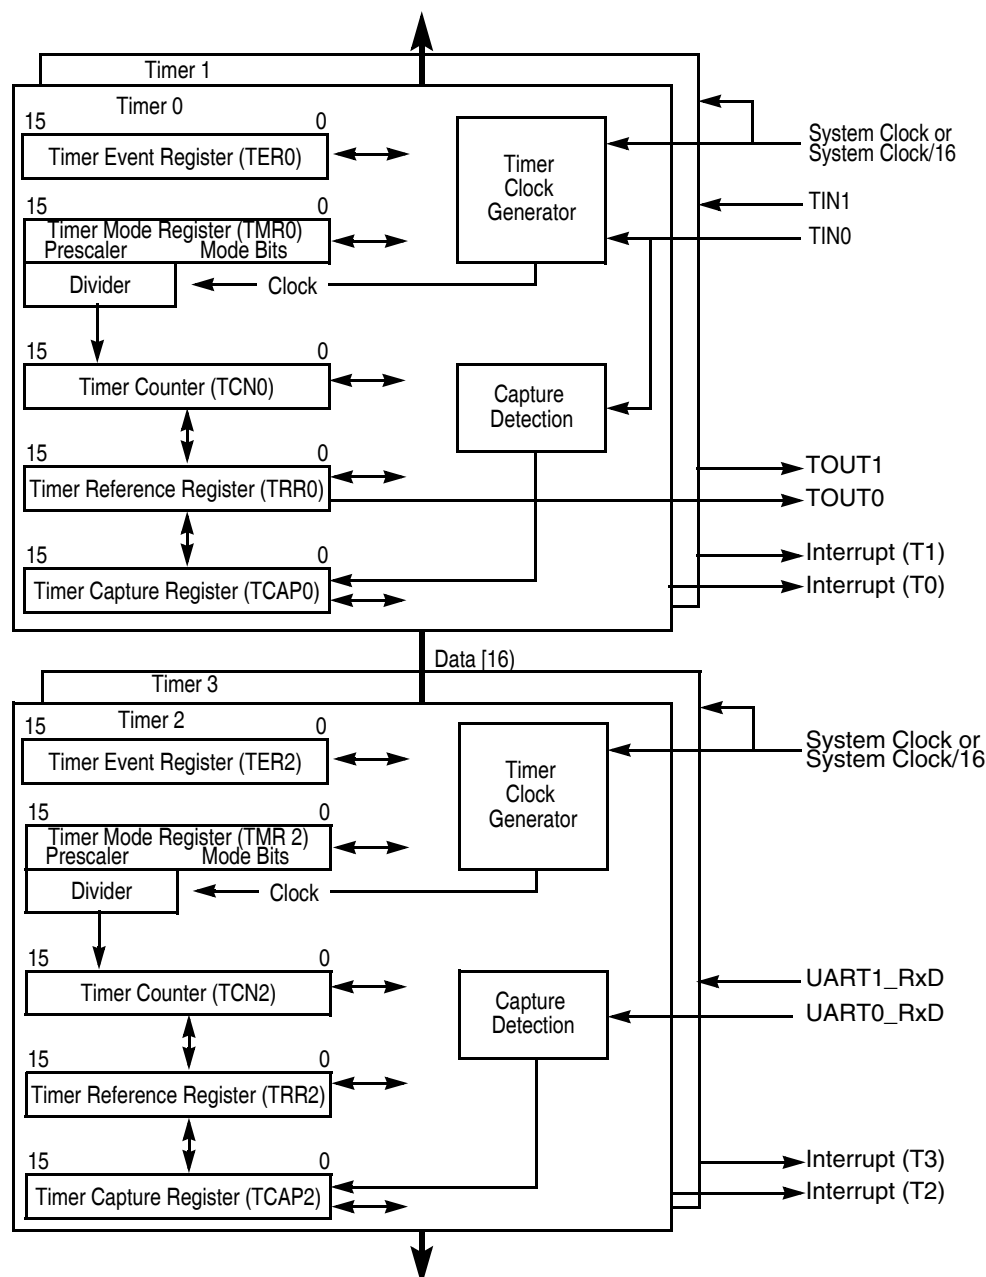 Timer 1
Timer 0
15 0
Timer Event Register (TER0)
15 0
Timer Mode Register (TMR0)
Prescaler Mode Bits
Divider
Clock
Timer
Clock
Generator
System Clock or
System Clock/16
TIN1
TIN0
15 0
Timer Counter (TCN0)
Capture
Detection
15 0
Timer Reference Register (TRR0)
TOUT1
TOUT0
15 0
Timer Capture Register (TCAP0)
Interrupt (T1)
Interrupt (T0)
Data [16)
Timer 3
Timer 2
15 0
Timer Event Register (TER2)
15 0
Timer Mode Register (TMR 2)
Prescaler Mode Bits
Divider
Clock
Timer
Clock
Generator
System Clock or
System Clock/16
15 0
Timer Counter (TCN2)
Capture
Detection
UART1_RxD
UART0_RxD
15 0
Timer Reference Register (TRR2)
15 0
Timer Capture Register (TCAP2)
Interrupt (T3)
Interrupt (T2)